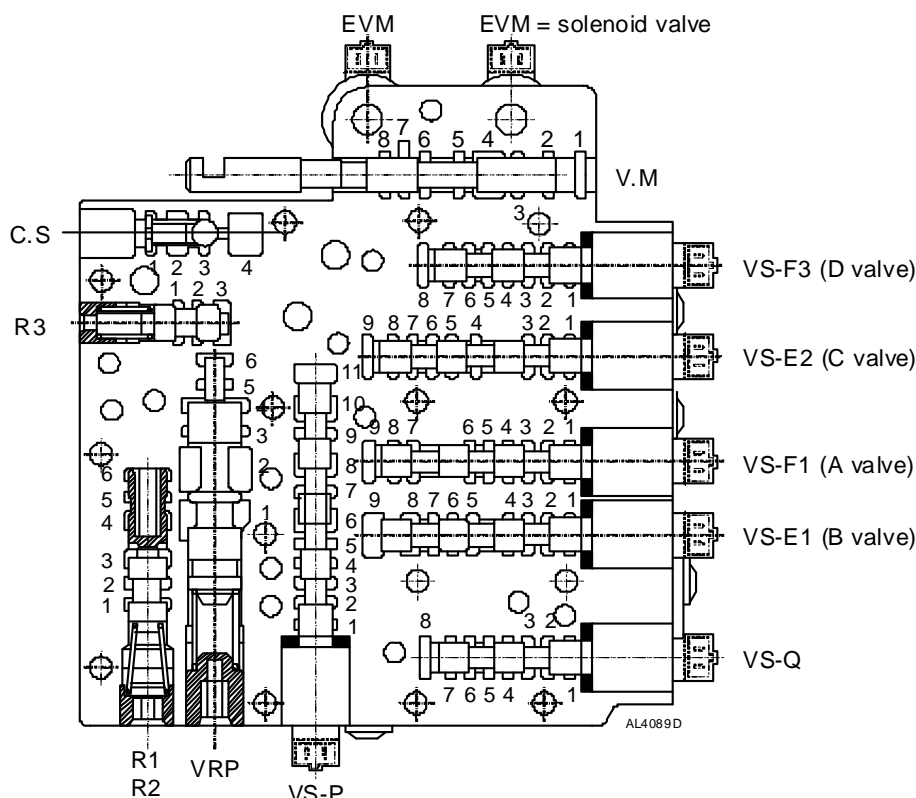 EVM
EVM = solenoid valve
8 7 6 5 4 2 1
V.M
C.S
1 2 3 4
3
8 7 6 5 4 3 2 1
VS-F3 (D valve)
R3
1 2 3
9 8 7 6 5 4 3 2 1
VS-E2 (C valve)
6
5
3
2
1
11
10
9
8
7
6
5
4
3
2
1
9 8 7 6 5 4 3 2 1
VS-F1 (A valve)
6
5
4
3
2
1
9 8 7 6 5 4 3 2 1
VS-E1 (B valve)
8 3 2
7 6 5 4 1
VS-Q
AL4089D
R1
R2
VRP
VS-P